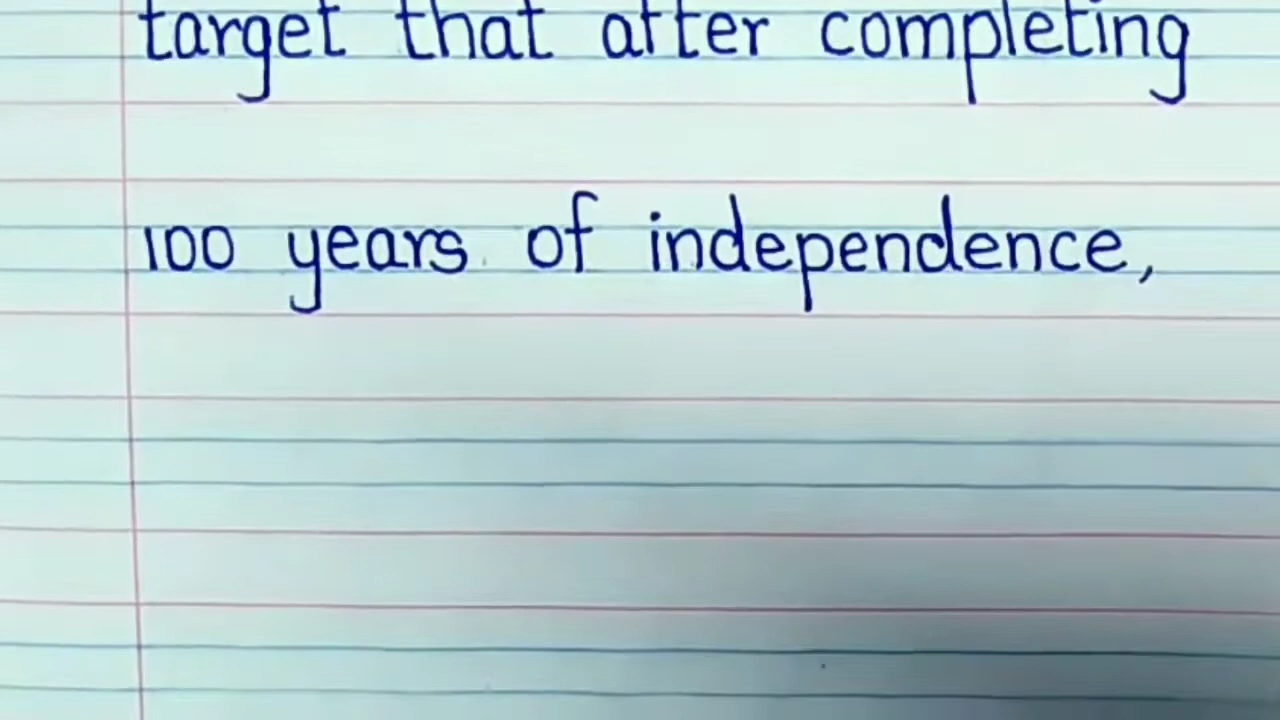 target that after completing
100 years of independence,